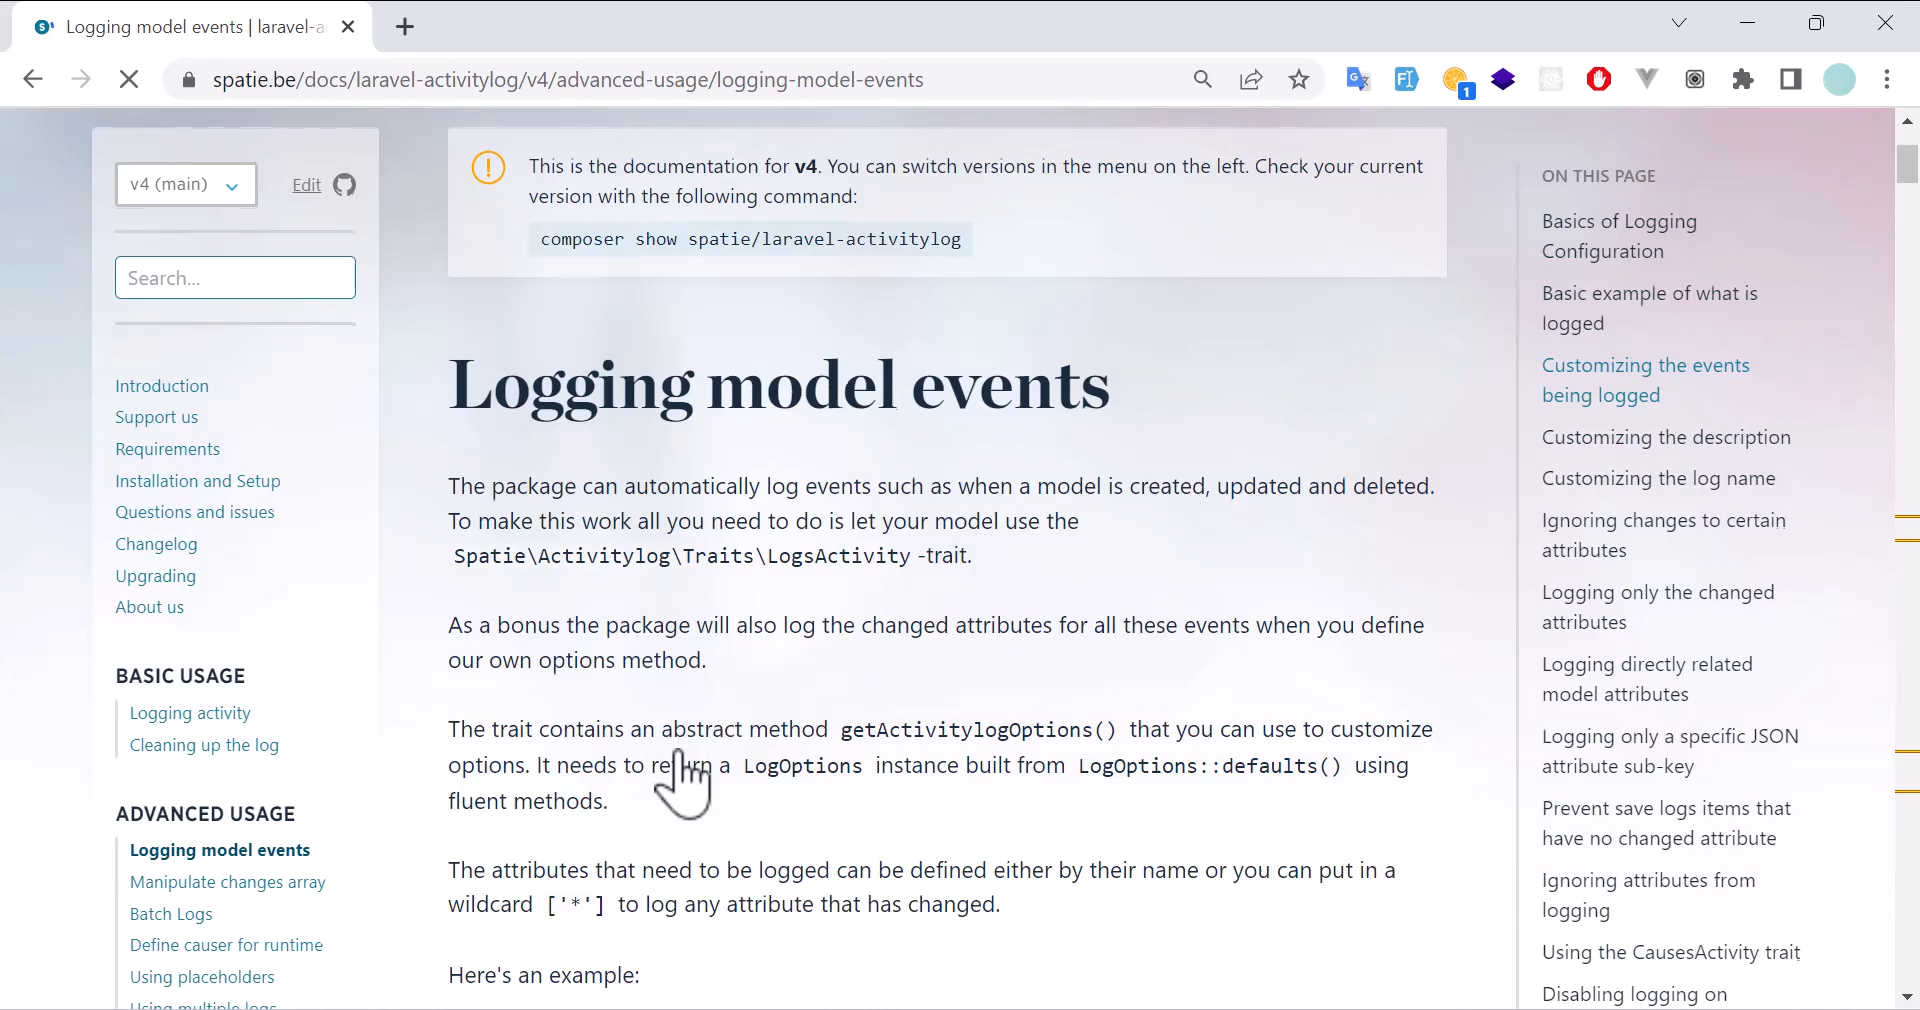 Logging model events | laravel-a
spatie.be/docs/laravel-activitylog/v4/advanced-usage/logging-model-events
1
v4 (main)
Edit
Search...
Introduction
Support us
Requirements
Installation and Setup
Questions and issues
Changelog
Upgrading
About us
BASIC USAGE
Logging activity
Cleaning up the log
ADVANCED USAGE
Logging model events
Manipulate changes array
Batch Logs
Define causer for runtime
Using placeholders
Using multiple logs
This is the documentation for v4. You can switch versions in the menu on the left. Check your current
version with the following command:
composer show spatie/laravel-activitylog
Logging model events
The package can automatically log events such as when a model is created, updated and deleted.
To make this work all you need to do is let your model use the
Spatie\Activitylog\Traits\LogsActivity -trait.
As a bonus the package will also log the changed attributes for all these events when you define
our own options method.
The trait contains an abstract method getActivitylogOptions() that you can use to customize
options. It needs to return a LogOptions instance built from LogOptions::defaults() using
fluent methods.
The attributes that need to be logged can be defined either by their name or you can put in a
wildcard ['*'] to log any attribute that has changed.
Here's an example:
ON THIS PAGE
Basics of Logging
Configuration
Basic example of what is
logged
Customizing the events
being logged
Customizing the description
Customizing the log name
Ignoring changes to certain
attributes
Logging only the changed
attributes
Logging directly related
model attributes
Logging only a specific JSON
attribute sub-key
Prevent save logs items that
have no changed attribute
Ignoring attributes from
logging
Using the CausesActivity trait
Disabling logging on